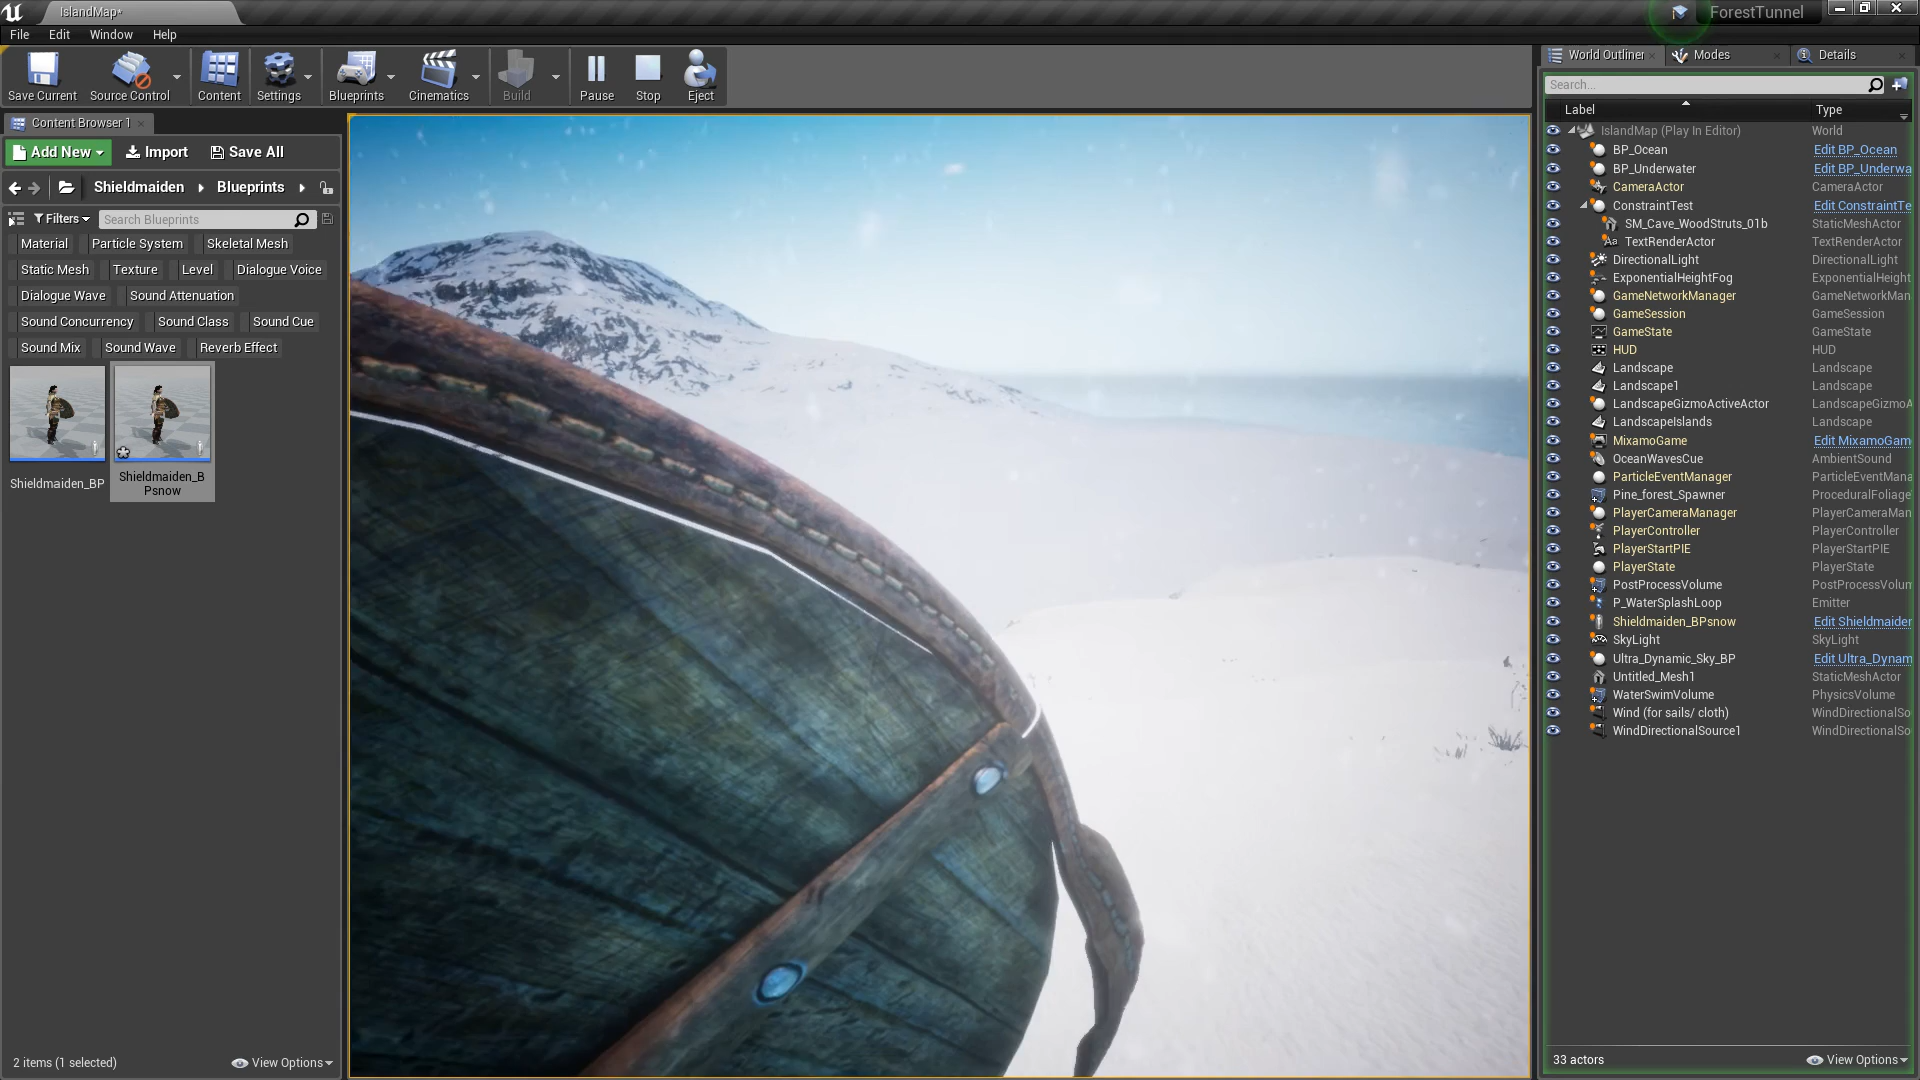 IslandMap*
ForestTunnel
File Edit Window Help
Save Current
Source Control
Content
Settings
Blueprints
Cinematics
Build
Pause
Stop
Eject
Content Browser 1
Add New
Import
Save All
Shieldmaiden
Blueprints
Filters
Search Blueprints
Material Particle System Skeletal Mesh
Static Mesh Texture Level Dialogue Voice
Dialogue Wave Sound Attenuation
Sound Concurrency Sound Class Sound Cue
Sound Mix Sound Wave Reverb Effect
Shieldmaiden_BP
Shieldmaiden_B
Psnow
2 items (1 selected)
View Options
World Outliner
Modes
Details
Search...
Label Type
IslandMap (Play In Editor) World
BP_Ocean Edit BP_Ocean
BP_Underwater Edit BP_Underwa
CameraActor CameraActor
ConstraintTest Edit ConstraintTe
SM_Cave_WoodStruts_01b StaticMeshActor
Aa TextRenderActor TextRenderActor
DirectionalLight DirectionalLight
ExponentialHeightFog ExponentialHeight
GameNetworkManager GameNetworkMan
GameSession GameSession
GameState GameState
HUD HUD
Landscape Landscape
Landscape1 Landscape
LandscapeGizmoActiveActor LandscapeGizmoA
LandscapeIslands Landscape
MixamoGame Edit MixamoGam
OceanWavesCue AmbientSound
ParticleEventManager ParticleEventMana
Pine_forest_Spawner ProceduralFoliage
PlayerCameraManager PlayerCameraMan
PlayerController PlayerController
PlayerStartPIE PlayerStartPIE
PlayerState PlayerState
PostProcessVolume PostProcessVolum
P_WaterSplashLoop Emitter
Shieldmaiden_BPsnow Edit Shieldmaiden
SkyLight SkyLight
Ultra_Dynamic_Sky_BP Edit Ultra_Dynam
Untitled_Mesh1 StaticMeshActor
WaterSwimVolume PhysicsVolume
Wind (for sails/ cloth) WindDirectionalSo
WindDirectionalSource1 WindDirectionalSo
33 actors
View Options